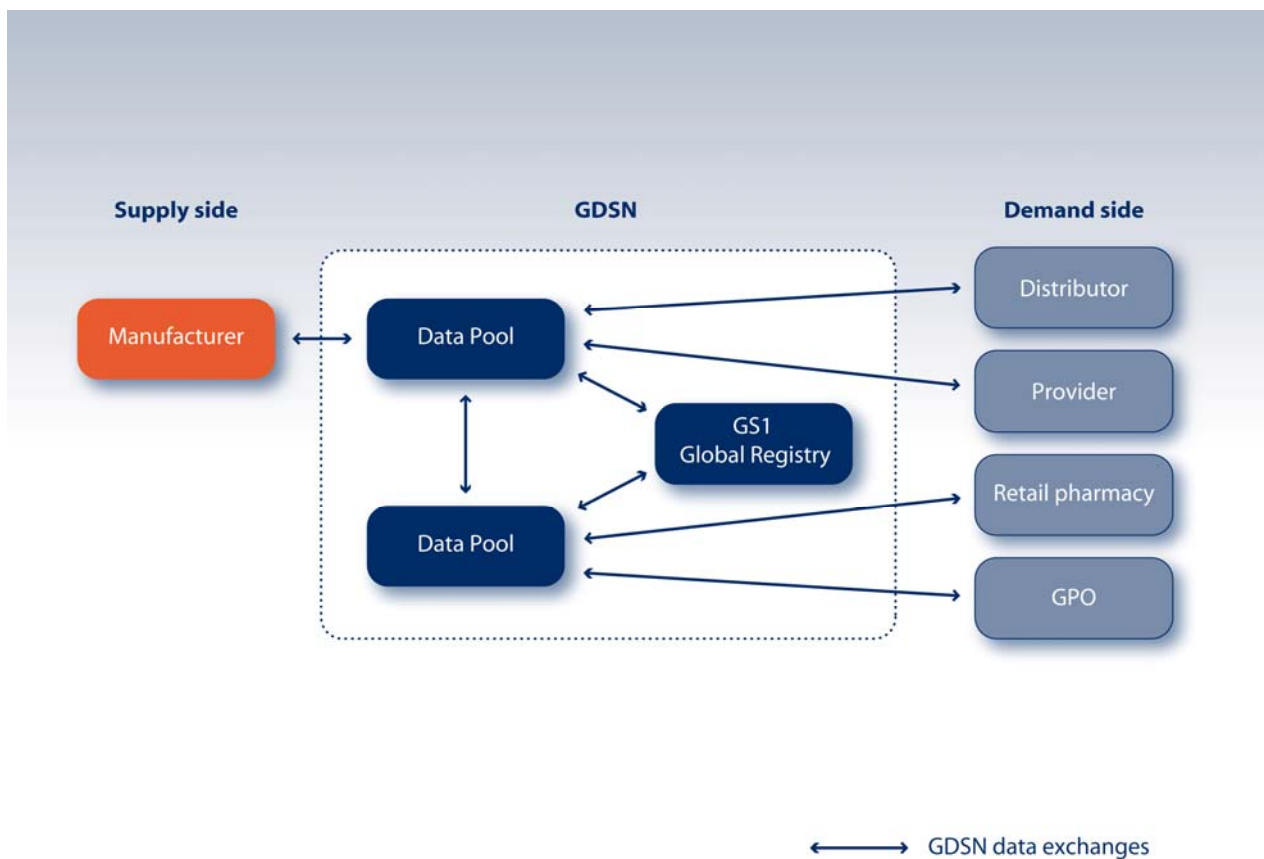 Supply side
GDSN
Demand side
Manufacturer
Data Pool
Data Pool
GS1
Global Registry
Distributor
Provider
Retail pharmacy
GPO
GDSN data exchanges